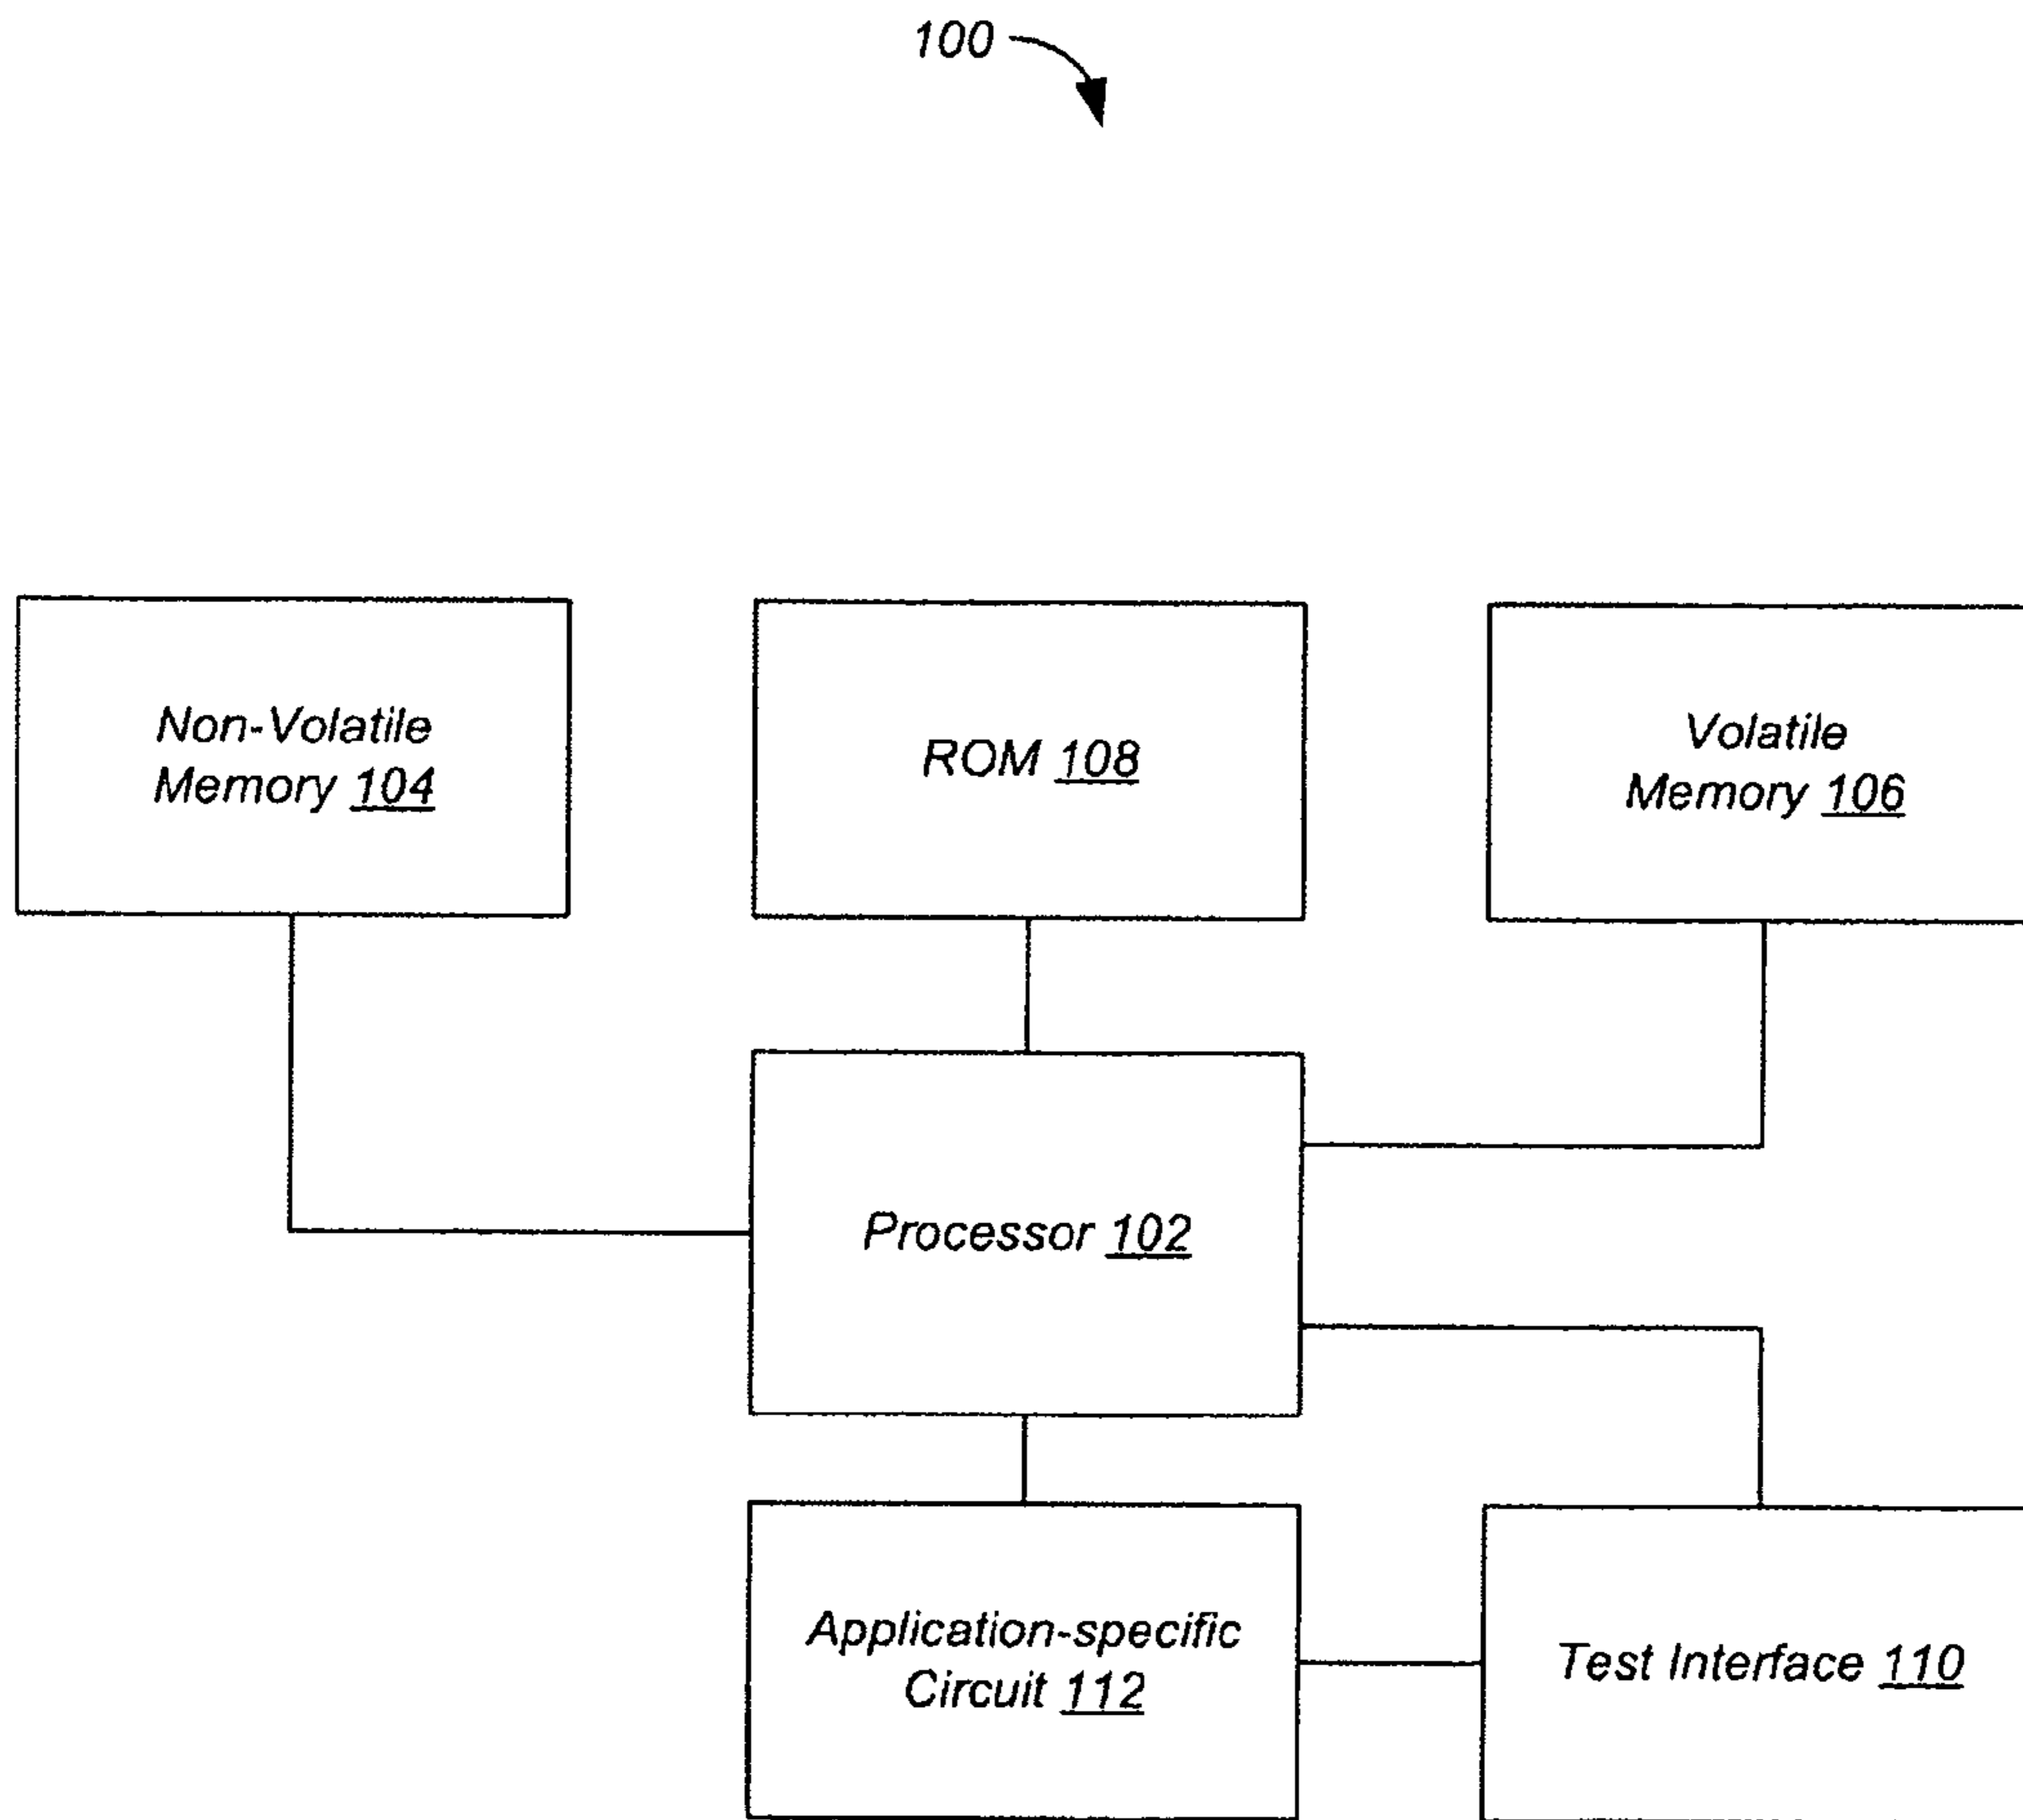 100
Non-Volatile
Memory 104
ROM 108
Volatile
Memory 106
Processor 102
Application-specific
Circuit 112
Test Interface 110